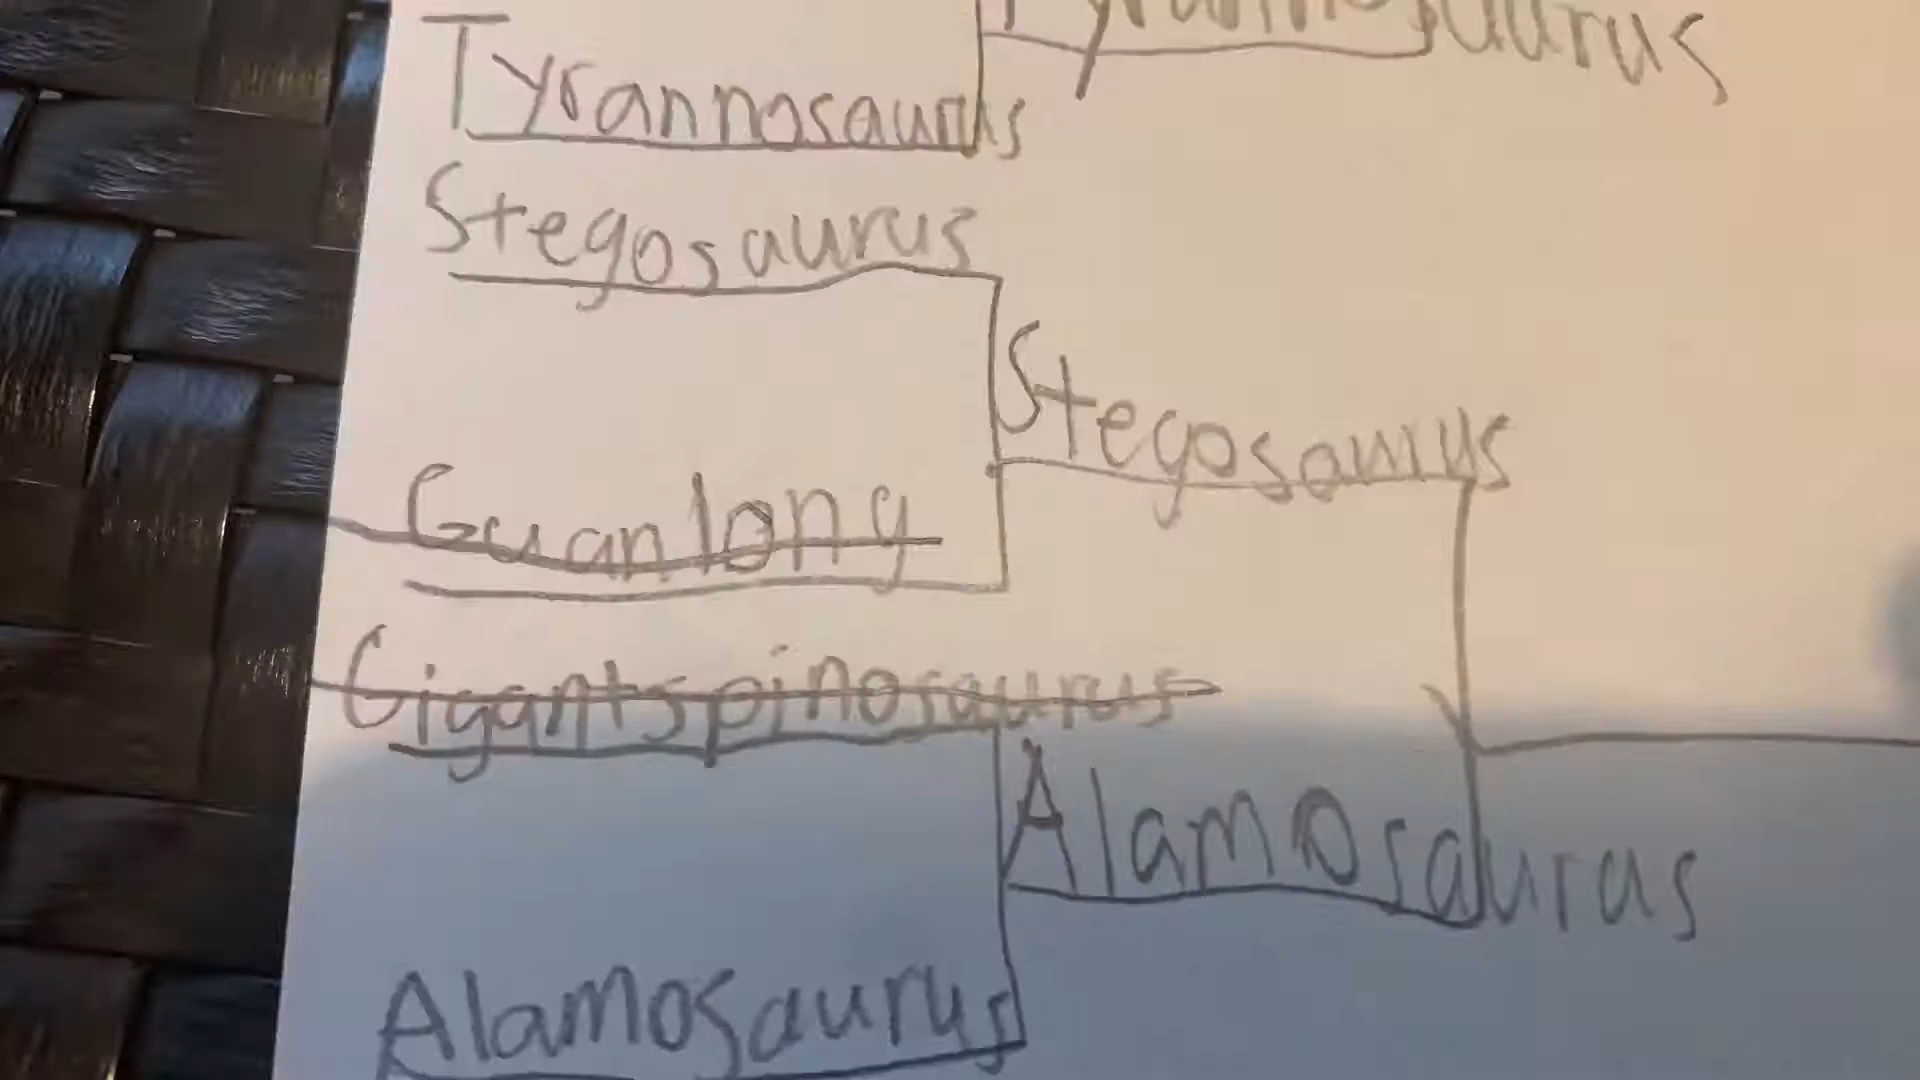 Tyrannosaurus
Tyrannosaurus
Stegosaurus
Stegosaurus
Guanlong
Gigantspinosaurus
Alamosaurus
Alamosaurus